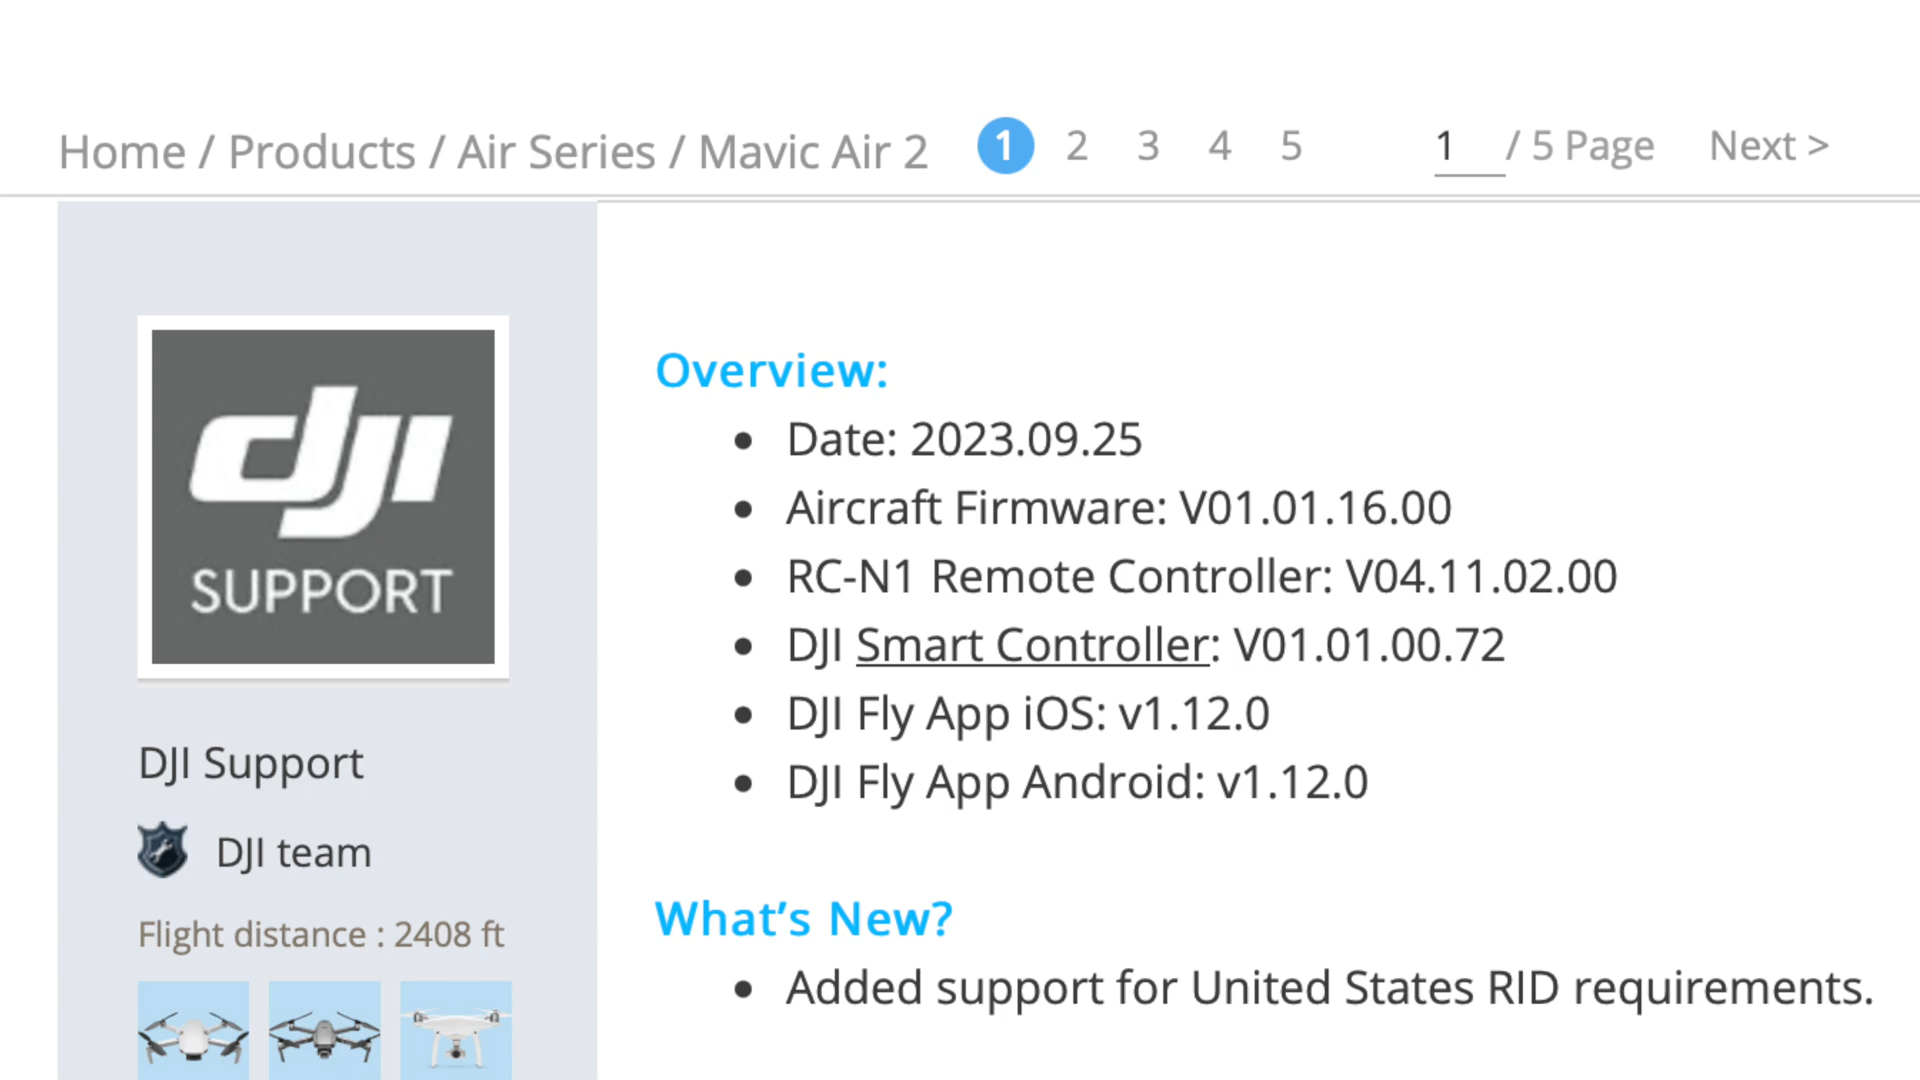 Home / Products / Air Series / Mavic Air 2
1 2 3 4 5 1 / 5 Page Next >
dji
SUPPORT
DJI Support
DJI team
Flight distance : 2408 ft
Overview:
• Date: 2023.09.25
• Aircraft Firmware: V01.01.16.00
• RC-N1 Remote Controller: V04.11.02.00
• DJI Smart Controller: V01.01.00.72
• DJI Fly App iOS: v1.12.0
• DJI Fly App Android: v1.12.0
What’s New?
• Added support for United States RID requirements.